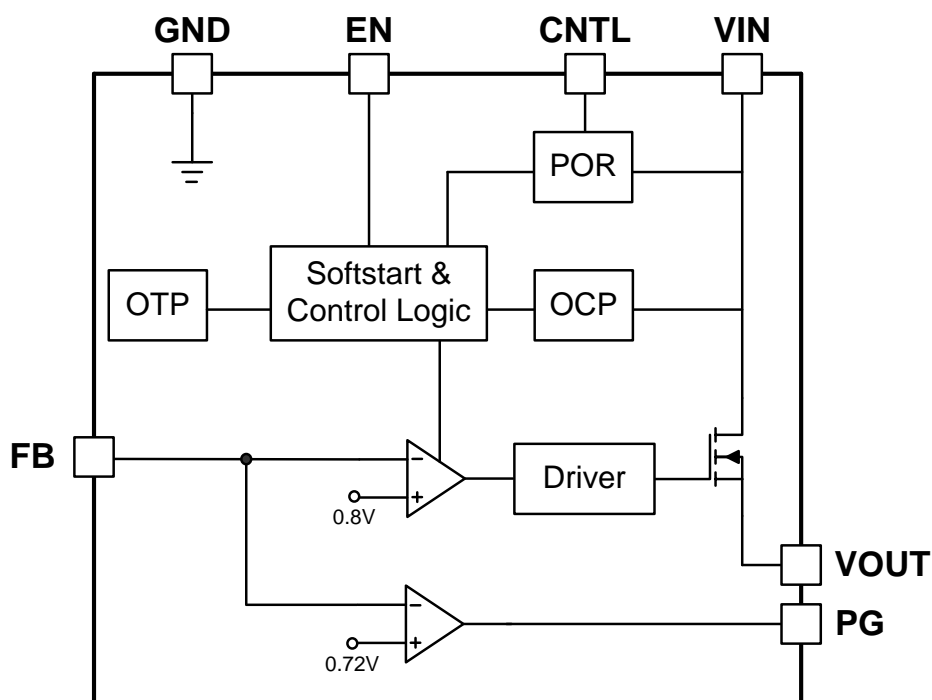 GND
EN
CNTL
VIN
POR
Softstart &
Control Logic
OTP
OCP
FB
−
+
0.8V
Driver
VOUT
−
+
0.72V
PG